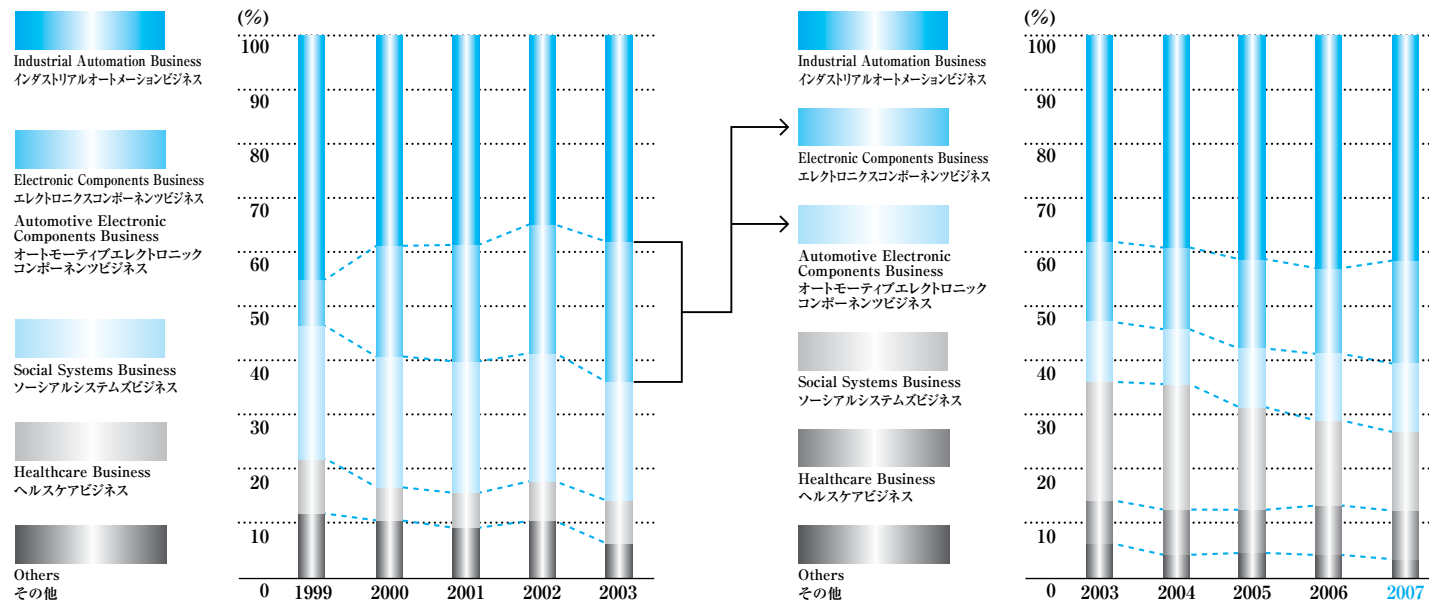 Industrial Automation Business
インダストリアルオートメーションビジネス
Electronic Components Business
エレクトロニクスコンポーネンツビジネス
Automotive Electronic
Components Business
オートモーティブエレクトロニック
コンポーネンツビジネス
Social Systems Business
ソーシアルシステムズビジネス
Healthcare Business
ヘルスケアビジネス
Others
その他
(%)
100
90
80
70
60
50
40
30
20
10
0
1999 2000 2001 2002 2003
Industrial Automation Business
インダストリアルオートメーションビジネス
Electronic Components Business
エレクトロニクスコンポーネンツビジネス
Automotive Electronic
Components Business
オートモーティブエレクトロニック
コンポーネンツビジネス
Social Systems Business
ソーシアルシステムズビジネス
Healthcare Business
ヘルスケアビジネス
Others
その他
(%)
100
90
80
70
60
50
40
30
20
10
0
2003 2004 2005 2006 2007